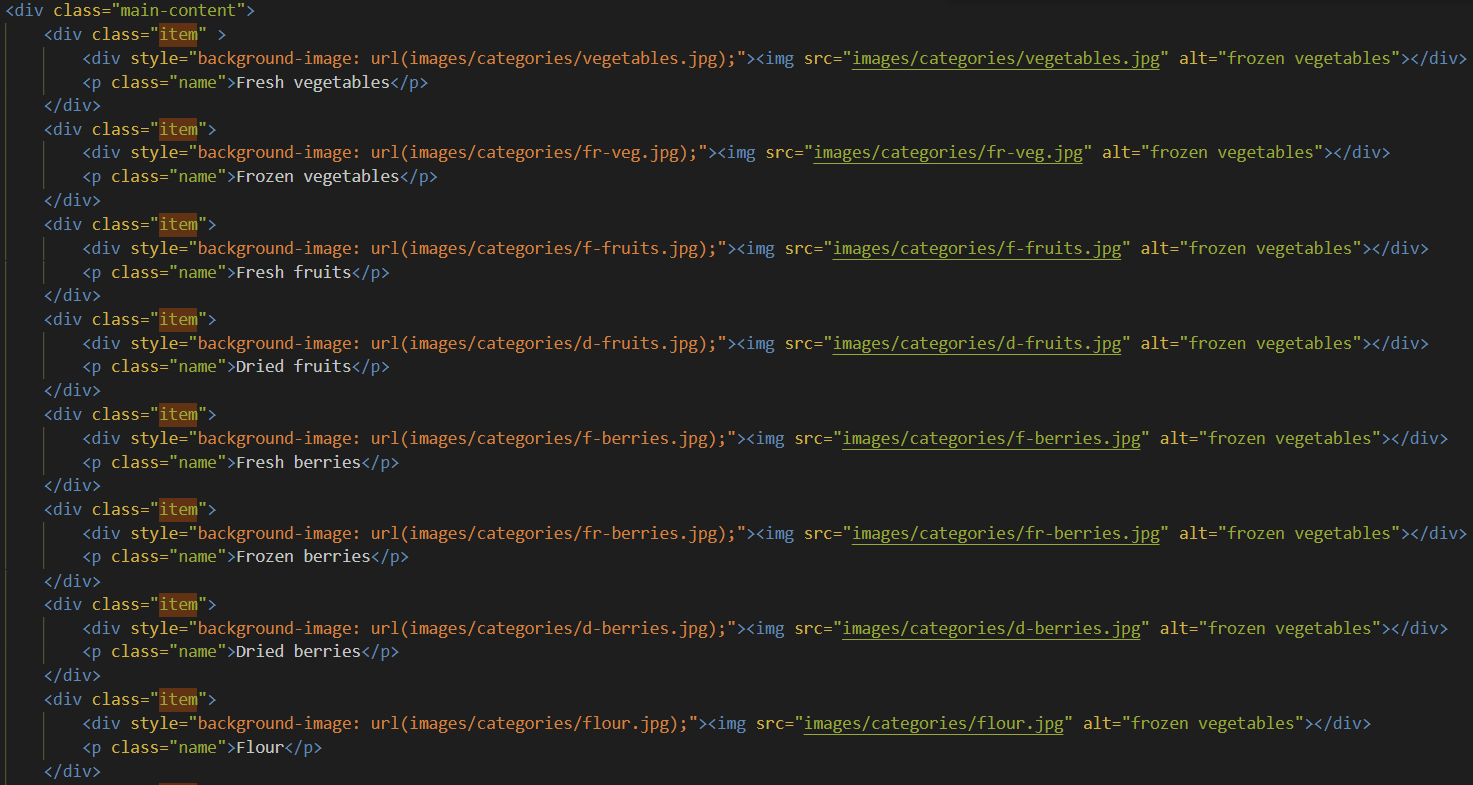 <div class="main-content">
<div class="item" >
<div style="background-image: url(images/categories/vegetables.jpg);"><img src="images/categories/vegetables.jpg" alt="frozen vegetables"></div>
<p class="name">Fresh vegetables</p>
</div>
<div class="item">
<div style="background-image: url(images/categories/fr-veg.jpg);"><img src="images/categories/fr-veg.jpg" alt="frozen vegetables"></div>
<p class="name">Frozen vegetables</p>
</div>
<div class="item">
<div style="background-image: url(images/categories/f-fruits.jpg);"><img src="images/categories/f-fruits.jpg" alt="frozen vegetables"></div>
<p class="name">Fresh fruits</p>
</div>
<div class="item">
<div style="background-image: url(images/categories/d-fruits.jpg);"><img src="images/categories/d-fruits.jpg" alt="frozen vegetables"></div>
<p class="name">Dried fruits</p>
</div>
<div class="item">
<div style="background-image: url(images/categories/f-berries.jpg);"><img src="images/categories/f-berries.jpg" alt="frozen vegetables"></div>
<p class="name">Fresh berries</p>
</div>
<div class="item">
<div style="background-image: url(images/categories/fr-berries.jpg);"><img src="images/categories/fr-berries.jpg" alt="frozen vegetables"></div>
<p class="name">Frozen berries</p>
</div>
<div class="item">
<div style="background-image: url(images/categories/d-berries.jpg);"><img src="images/categories/d-berries.jpg" alt="frozen vegetables"></div>
<p class="name">Dried berries</p>
</div>
<div class="item">
<div style="background-image: url(images/categories/flour.jpg);"><img src="images/categories/flour.jpg" alt="frozen vegetables"></div>
<p class="name">Flour</p>
</div>